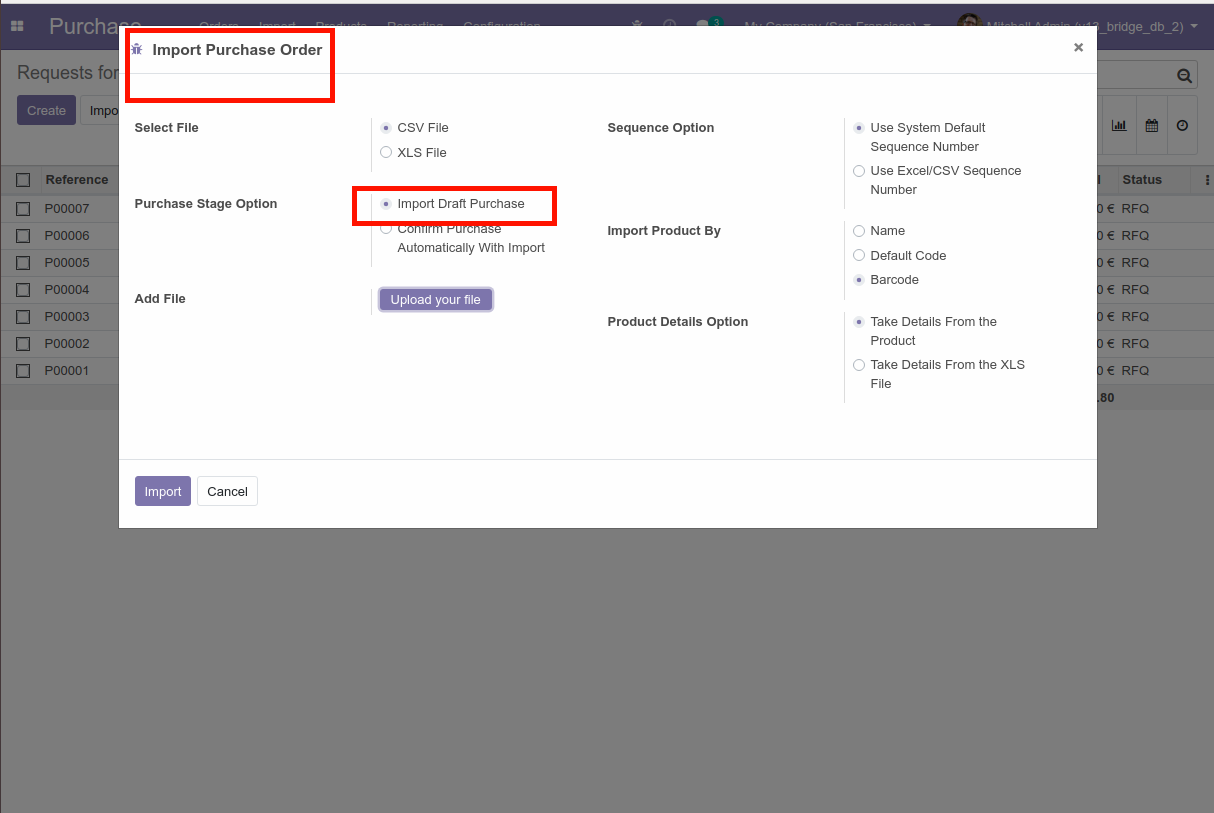 Purchase Orders Import Products Reporting Configuration 3 My Company (San Francisco) Mitchell Admin (v13_bridge_db_2)
Import Purchase Order ×
Requests for
Create
Select File
CSV File
XLS File
Sequence Option
Use System Default
Sequence Number
Use Excel/CSV Sequence
Number
Purchase Stage Option
Import Draft Purchase
Confirm Purchase
Automatically With Import
Import Product By
Name
Default Code
Barcode
Add File
Upload your file
Product Details Option
Take Details From the
Product
Take Details From the XLS
File
Import
Cancel
Reference Status
P00007 0 € RFQ
P00006 0 € RFQ
P00005 0 € RFQ
P00004 0 € RFQ
P00003 0 € RFQ
P00002 0 € RFQ
P00001 0 € RFQ
.80